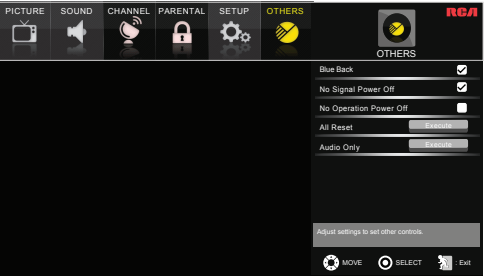 PICTURE SOUND CHANNEL PARENTAL SETUP OTHERS
RCA
OTHERS
Blue Back
No Signal Power Off
No Operation Power Off
All Reset Execute
Audio Only Execute
Adjust settings to set other controls.
MOVE SELECT : Exit